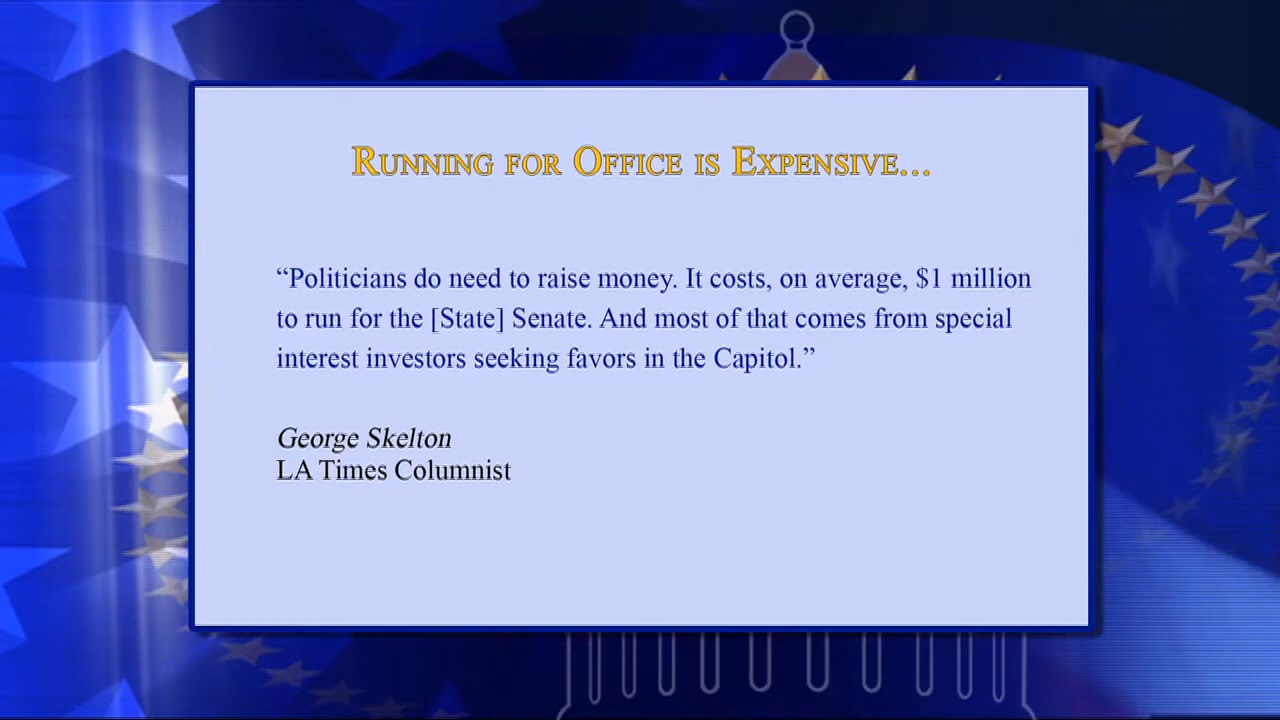 RUNNING FOR OFFICE IS EXPENSIVE...
“Politicians do need to raise money. It costs, on average, $1 million
to run for the [State] Senate. And most of that comes from special
interest investors seeking favors in the Capitol.”
George Skelton
LA Times Columnist